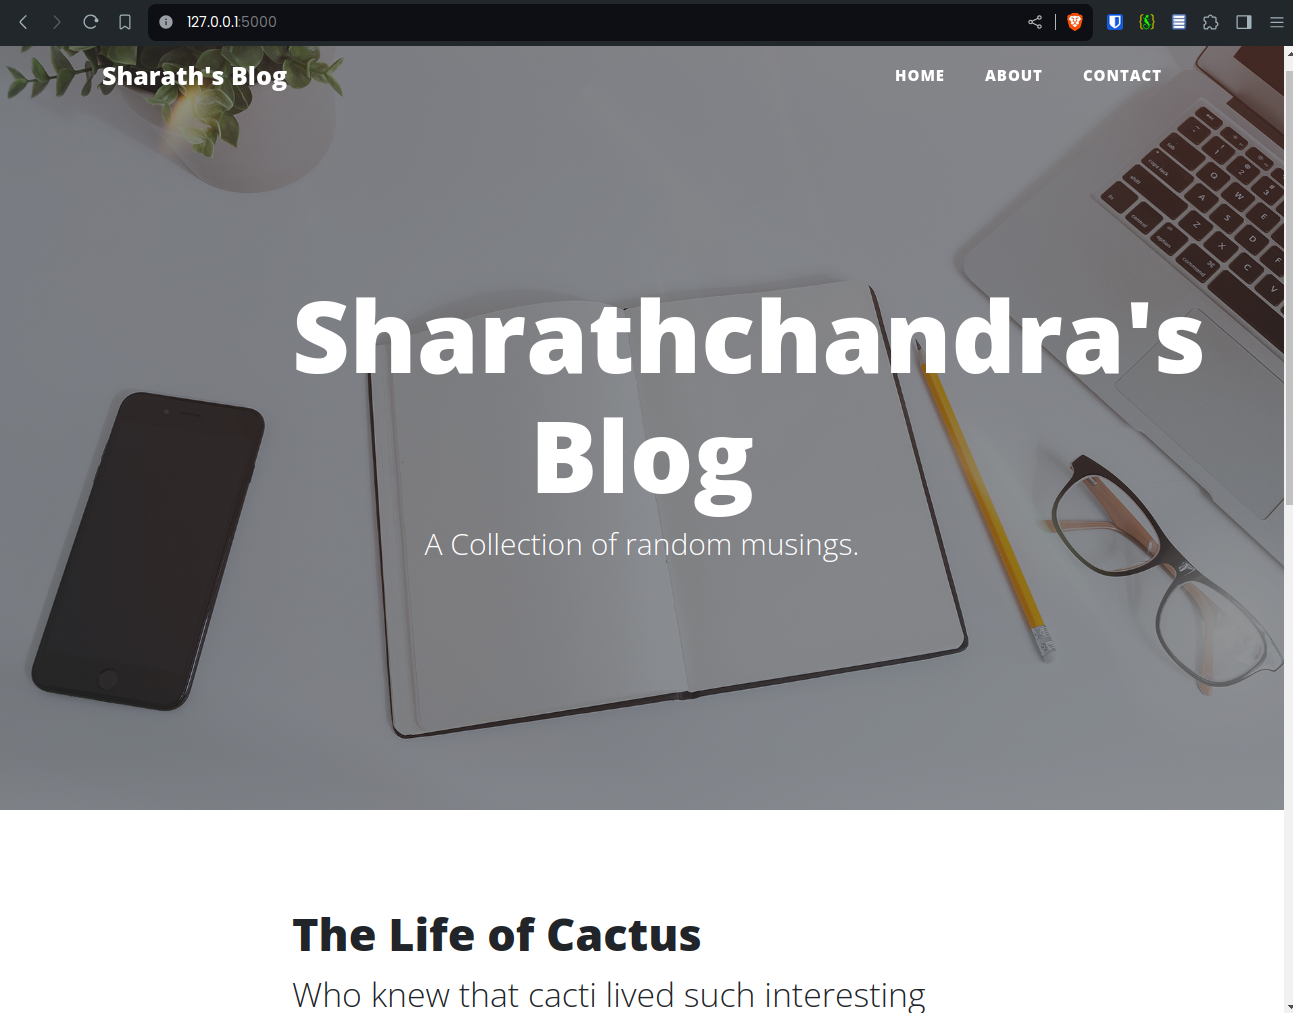 127.0.0.1:5000
Sharath's Blog
HOME ABOUT CONTACT
Sharathchandra's
Blog
A Collection of random musings.
The Life of Cactus
Who knew that cacti lived such interesting